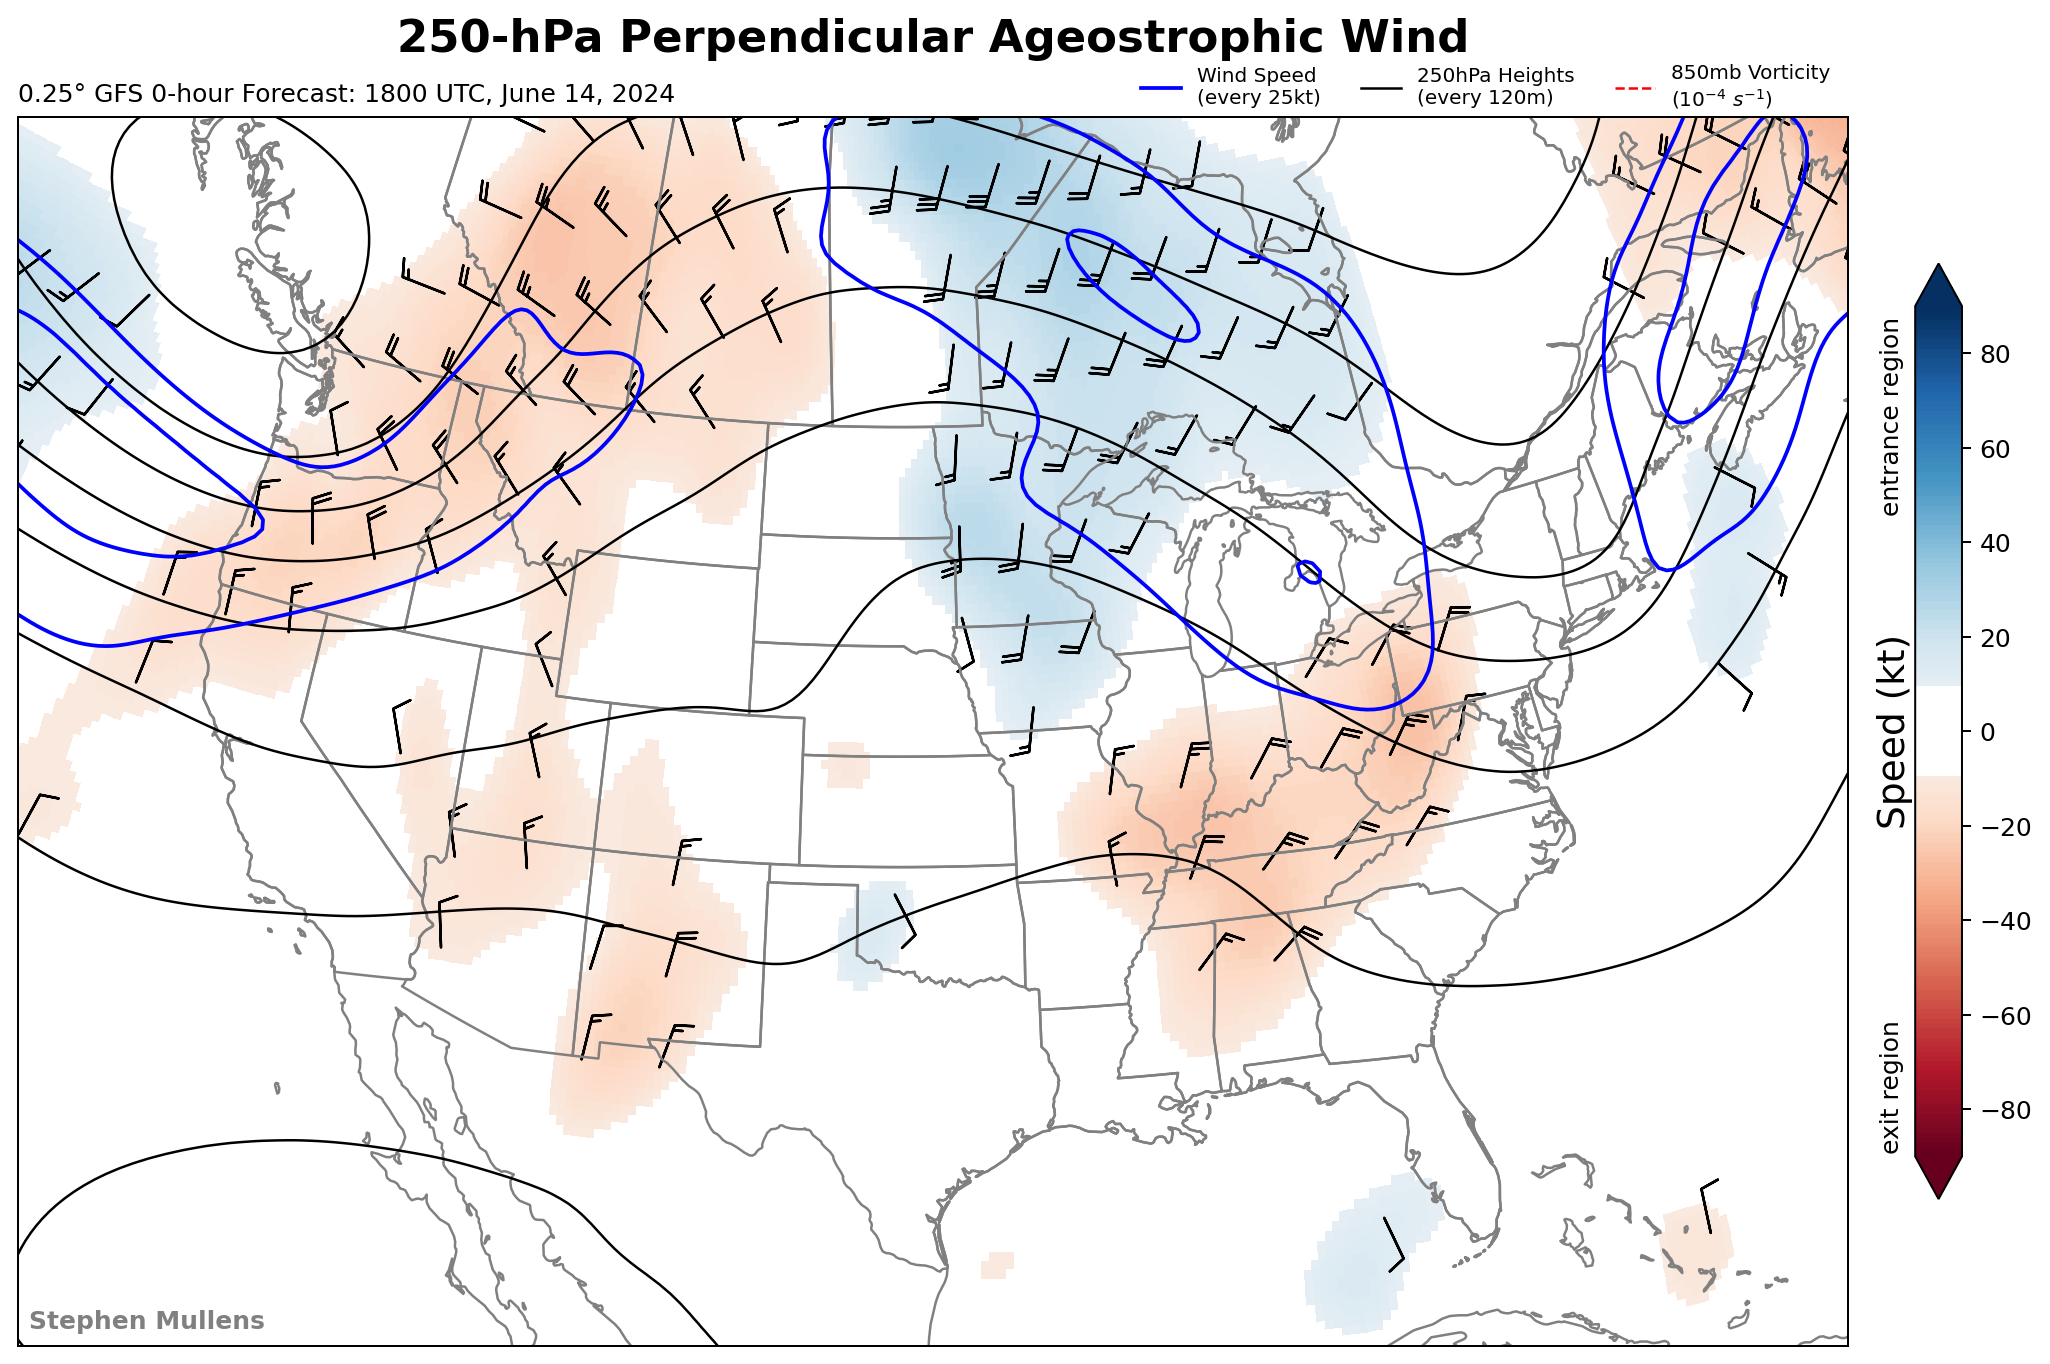 250-hPa Perpendicular Ageostrophic Wind
0.25° GFS 0-hour Forecast: 1800 UTC, June 14, 2024
Wind Speed
(every 25kt)
250hPa Heights
(every 120m)
850mb Vorticity
(10⁻⁴ s⁻¹)
entrance region
exit region
Speed (kt)
80
60
40
20
0
−20
−40
−60
−80
Stephen Mullens